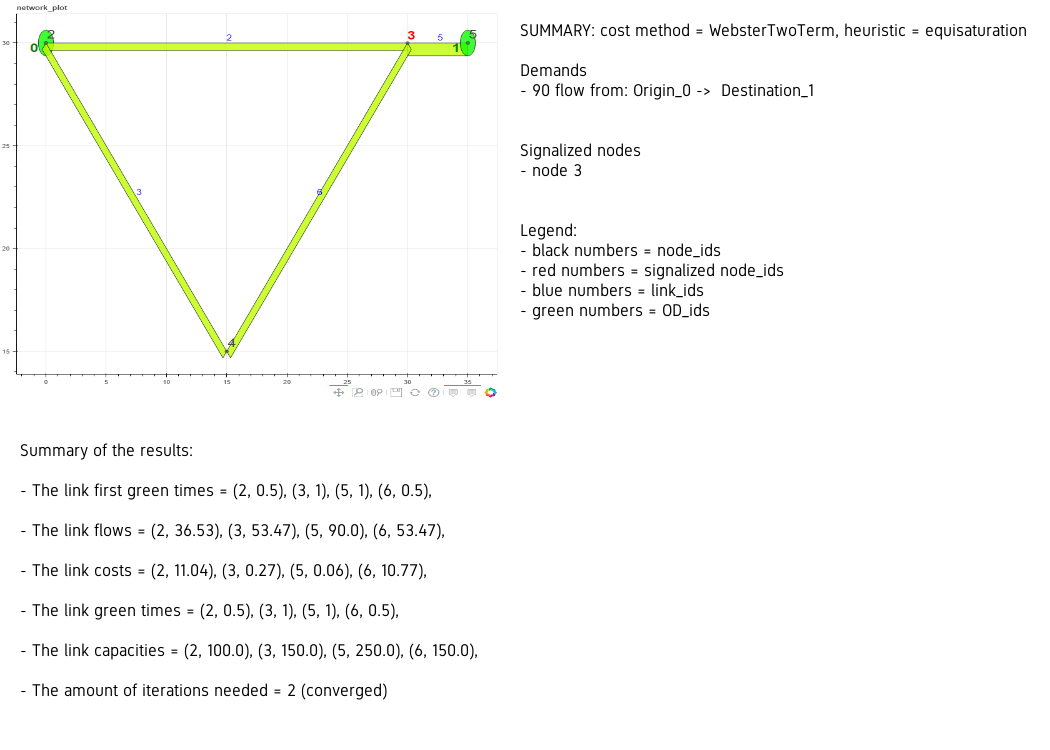 network_plot
SUMMARY: cost method = WebsterTwoTerm, heuristic = equisaturation
Demands
- 90 flow from: Origin_0 -> Destination_1
Signalized nodes
- node 3
Legend:
- black numbers = node_ids
- red numbers = signalized node_ids
- blue numbers = link_ids
- green numbers = OD_ids
30
25
20
15
0
2
2
3
5
1
5
3
6
4
0
5
10
15
20
25
30
35
Summary of the results:
- The link first green times = (2, 0.5), (3, 1), (5, 1), (6, 0.5),
- The link flows = (2, 36.53), (3, 53.47), (5, 90.0), (6, 53.47),
- The link costs = (2, 11.04), (3, 0.27), (5, 0.06), (6, 10.77),
- The link green times = (2, 0.5), (3, 1), (5, 1), (6, 0.5),
- The link capacities = (2, 100.0), (3, 150.0), (5, 250.0), (6, 150.0),
- The amount of iterations needed = 2 (converged)